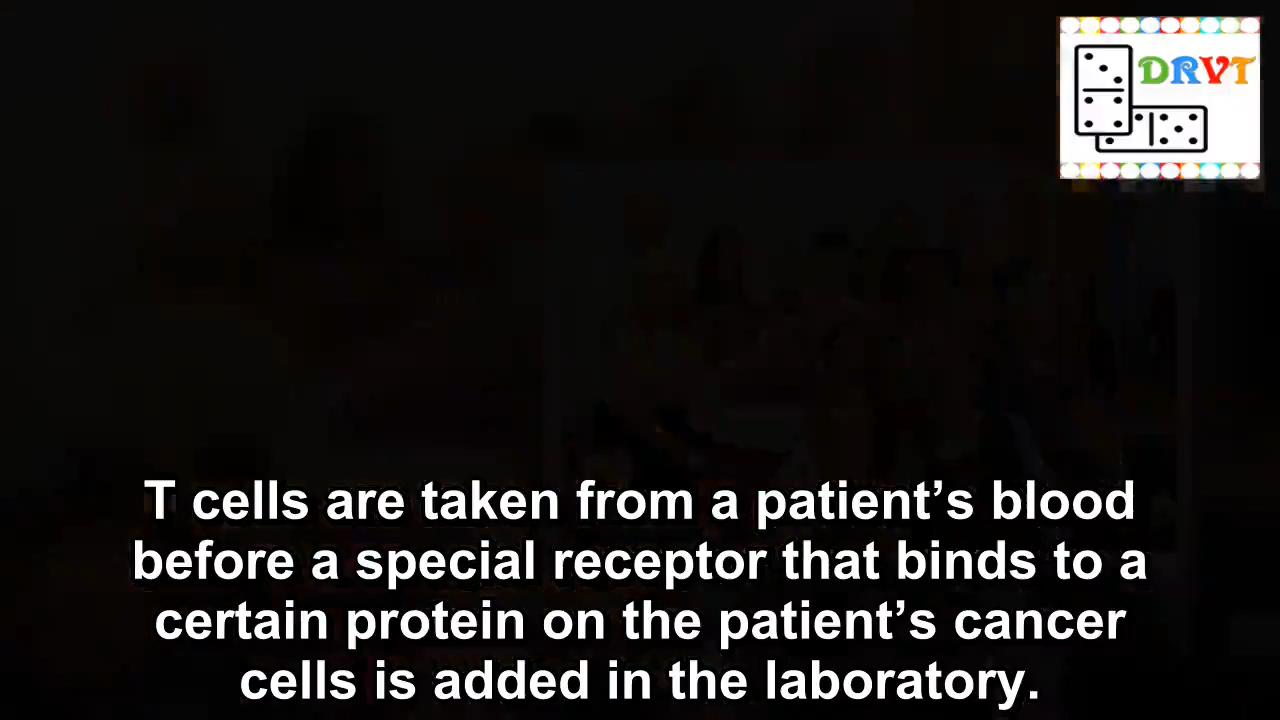 DRVT
T cells are taken from a patient’s blood
before a special receptor that binds to a
certain protein on the patient’s cancer
cells is added in the laboratory.